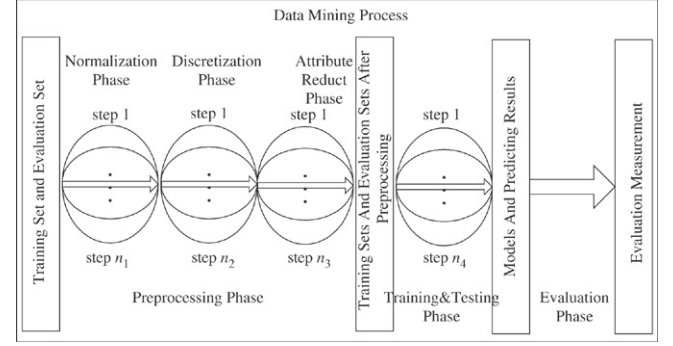 Data Mining Process
Training Set and Evaluation Set
Normalization
Phase
step 1
step n1
Discretization
Phase
step 1
step n2
Attribute
Reduct
Phase
step 1
step n3
Preprocessing Phase
Training Sets And Evaluation Sets After
Preprocessing
step 1
step n4
Training&Testing
Phase
Models And Predicting Results
Evaluation
Phase
Evaluation Measurement